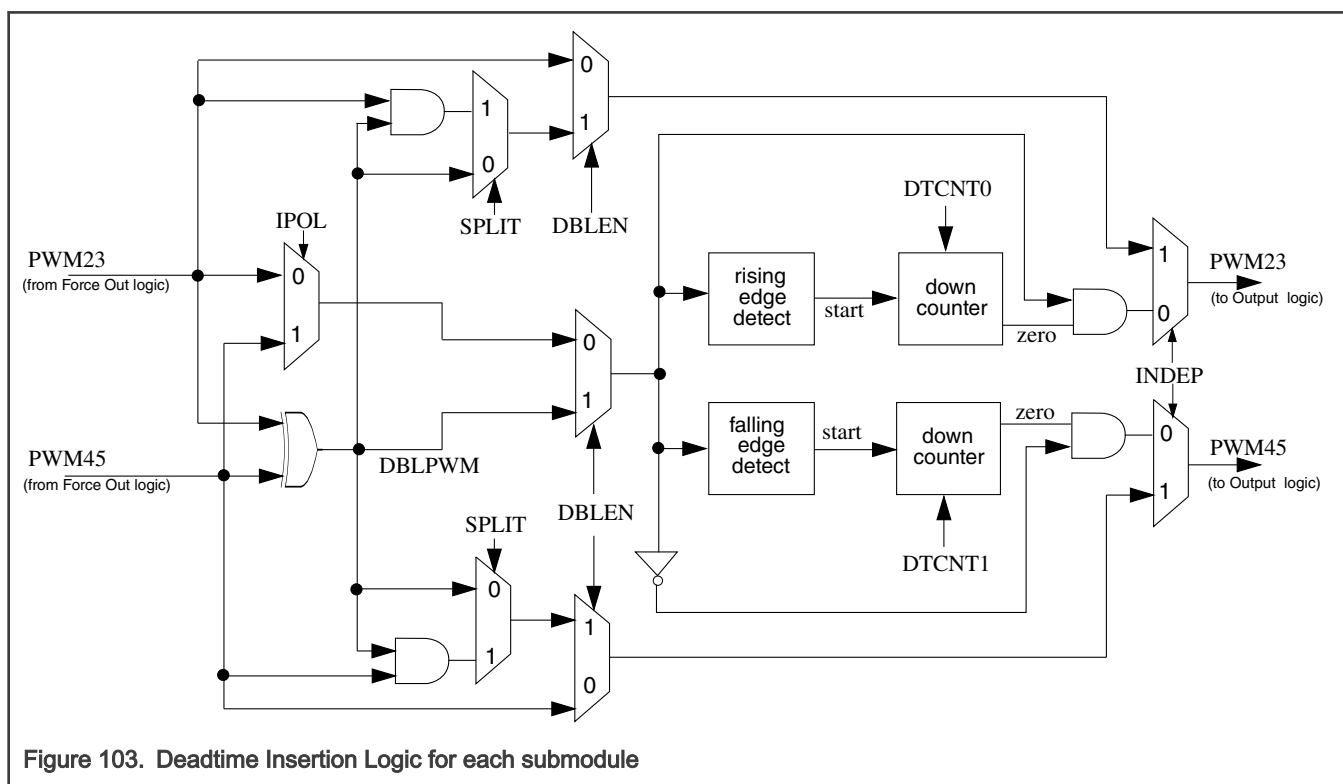 0
1
1
0
SPLIT
DBLEN
IPOL
PWM23
(from Force Out logic)
0
1
0
1
DTCNT0
rising
edge
detect
start
down
counter
zero
1
0
PWM23
(to Output logic)
INDEP
PWM45
(from Force Out logic)
DBLPWM
DBLEN
falling
edge
detect
start
down
counter
zero
0
1
PWM45
(to Output logic)
DTCNT1
SPLIT
0
1
1
0
Figure 103. Deadtime Insertion Logic for each submodule